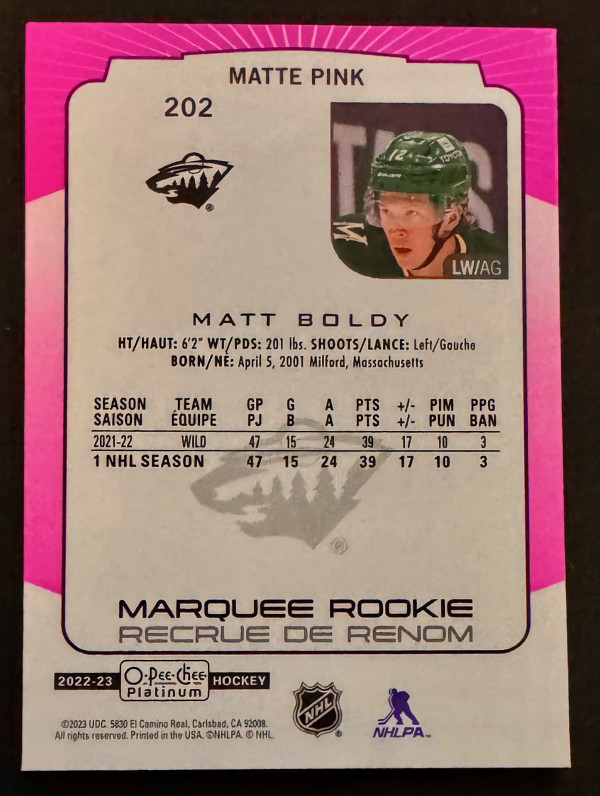 MATTE PINK
202
12
TOYOTA
LW/AG
MATT BOLDY
HT/HAUT: 6'2" WT/PDS: 201 lbs. SHOOTS/LANCE: Left/Gauche
BORN/NÉ: April 5, 2001 Milford, Massachusetts
SEASON TEAM GP G A PTS +/- PIM PPG
SAISON ÉQUIPE PJ B A PTS +/- PUN BAN
2021-22 WILD 47 15 24 39 17 10 3
1 NHL SEASON 47 15 24 39 17 10 3
®
MARQUEE ROOKIE
RECRUE DE RENOM
2022-23 O-Pee-Chee Platinum HOCKEY
©2023 UDC. 5830 El Camino Real, Carlsbad, CA 92008.
All rights reserved. Printed in the USA. ©NHLPA. © NHL.
NHL
NHLPA